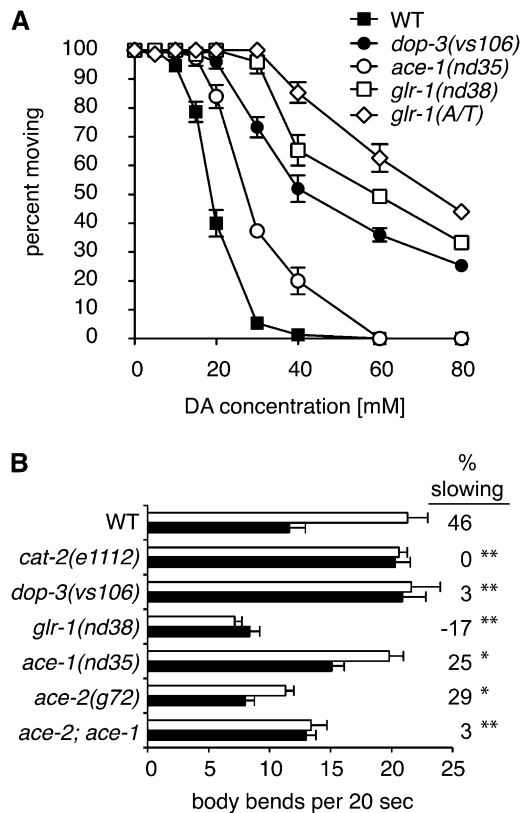 A
WT
dop-3(vs106)
ace-1(nd35)
glr-1(nd38)
glr-1(A/T)
percent moving
100
90
80
70
60
50
40
30
20
10
0
0 20 40 60 80
DA concentration [mM]
B
%
slowing
WT 46
cat-2(e1112) 0 **
dop-3(vs106) 3 **
glr-1(nd38) -17 **
ace-1(nd35) 25 *
ace-2(g72) 29 *
ace-2; ace-1 3 **
0 5 10 15 20 25
body bends per 20 sec